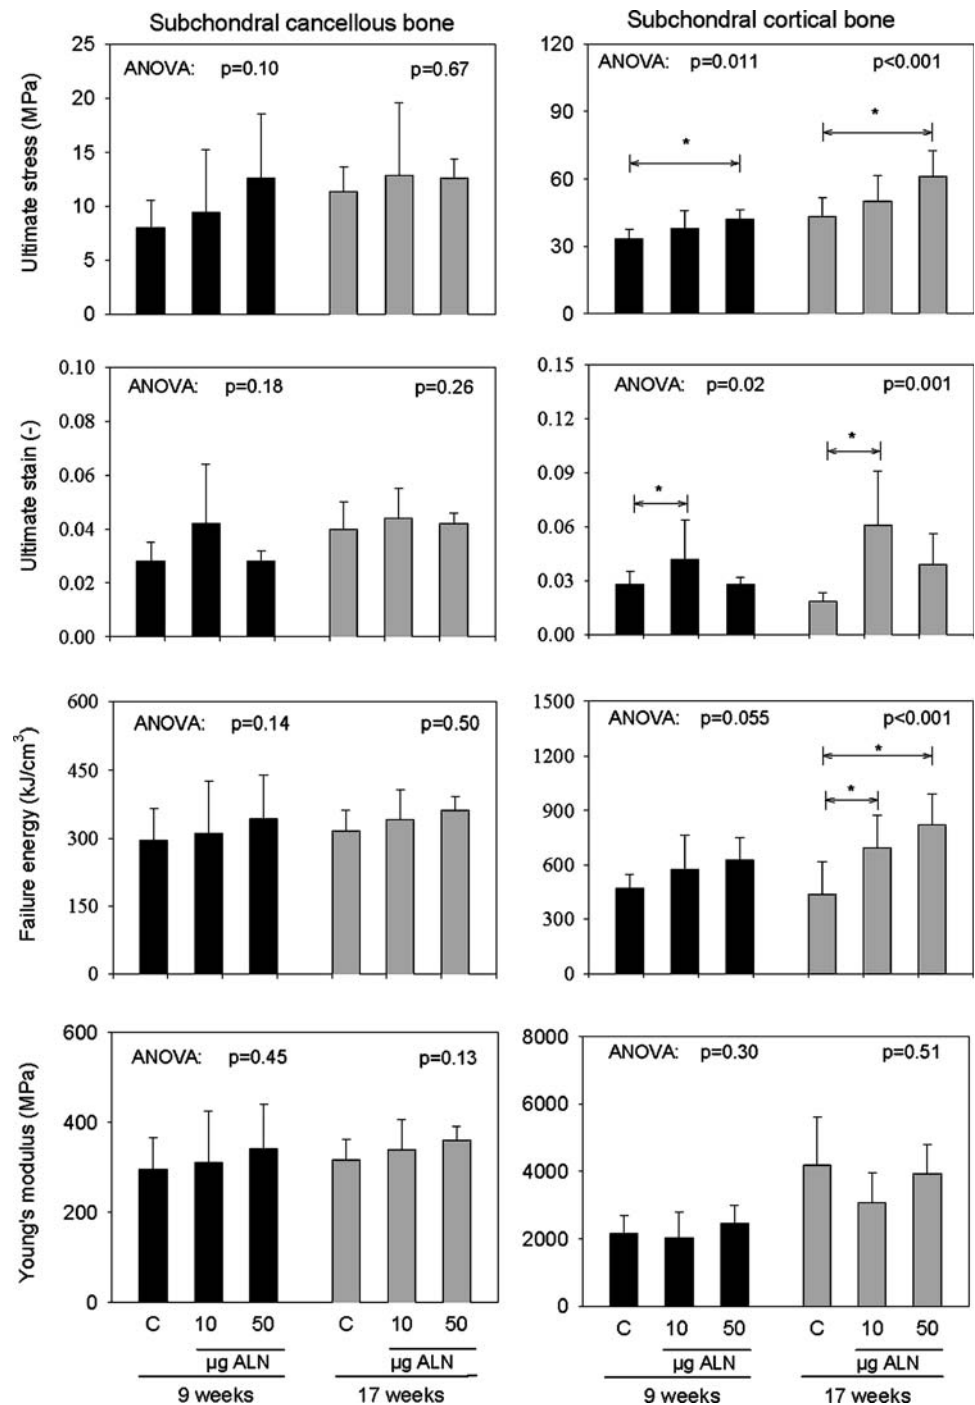 Subchondral cancellous bone
Subchondral cortical bone
Ultimate stress (MPa)
25
20
15
10
5
0
ANOVA: p=0.10 p=0.67
120
90
60
30
0
ANOVA: p=0.011 p<0.001
*
*
Ultimate stain (-)
0.10
0.08
0.06
0.04
0.02
0.00
ANOVA: p=0.18 p=0.26
0.15
0.12
0.09
0.06
0.03
0.00
ANOVA: p=0.02 p=0.001
*
*
Failure energy (kJ/cm³)
600
450
300
150
0
ANOVA: p=0.14 p=0.50
1500
1200
900
600
300
0
ANOVA: p=0.055 p<0.001
*
*
Young's modulus (MPa)
600
400
200
0
ANOVA: p=0.45 p=0.13
8000
6000
4000
2000
0
ANOVA: p=0.30 p=0.51
C 10 50 C 10 50
µg ALN µg ALN
9 weeks 17 weeks
C 10 50 C 10 50
µg ALN µg ALN
9 weeks 17 weeks